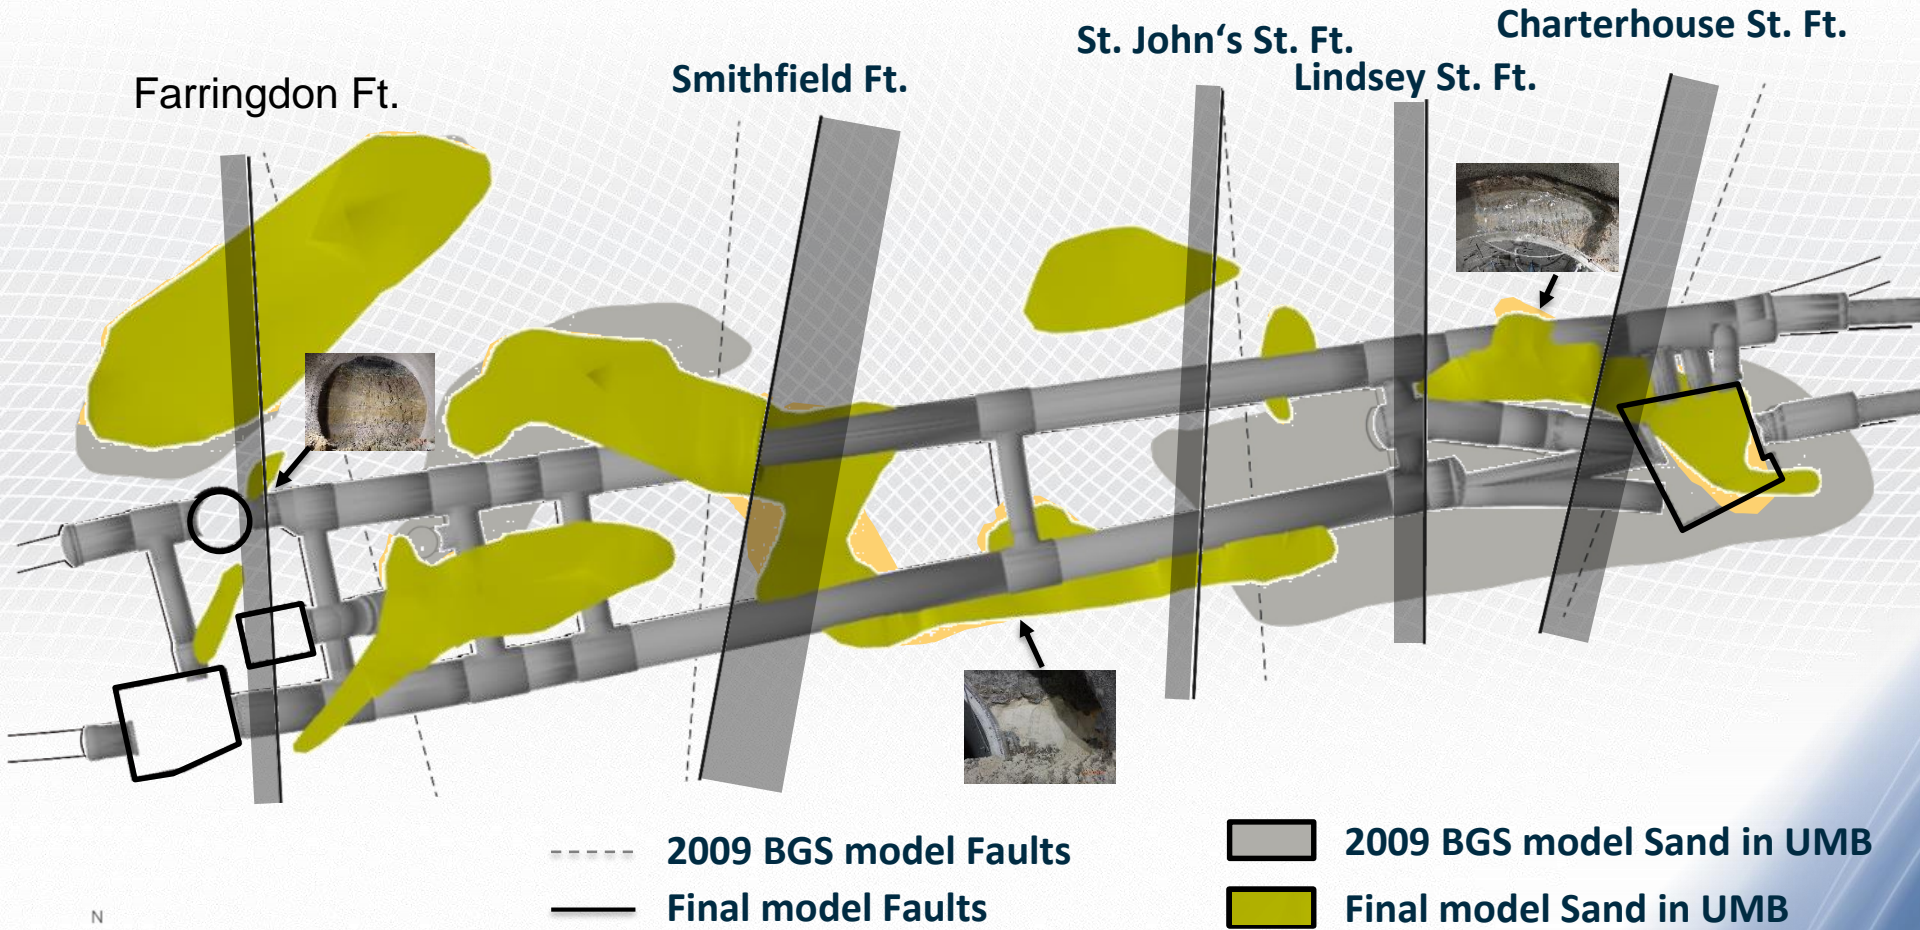 Charterhouse St. Ft.
St. John‘s St. Ft.
Smithfield Ft.
Lindsey St. Ft.
Farringdon Ft.
2009 BGS model Faults
Final model Faults
2009 BGS model Sand in UMB
Final model Sand in UMB
N